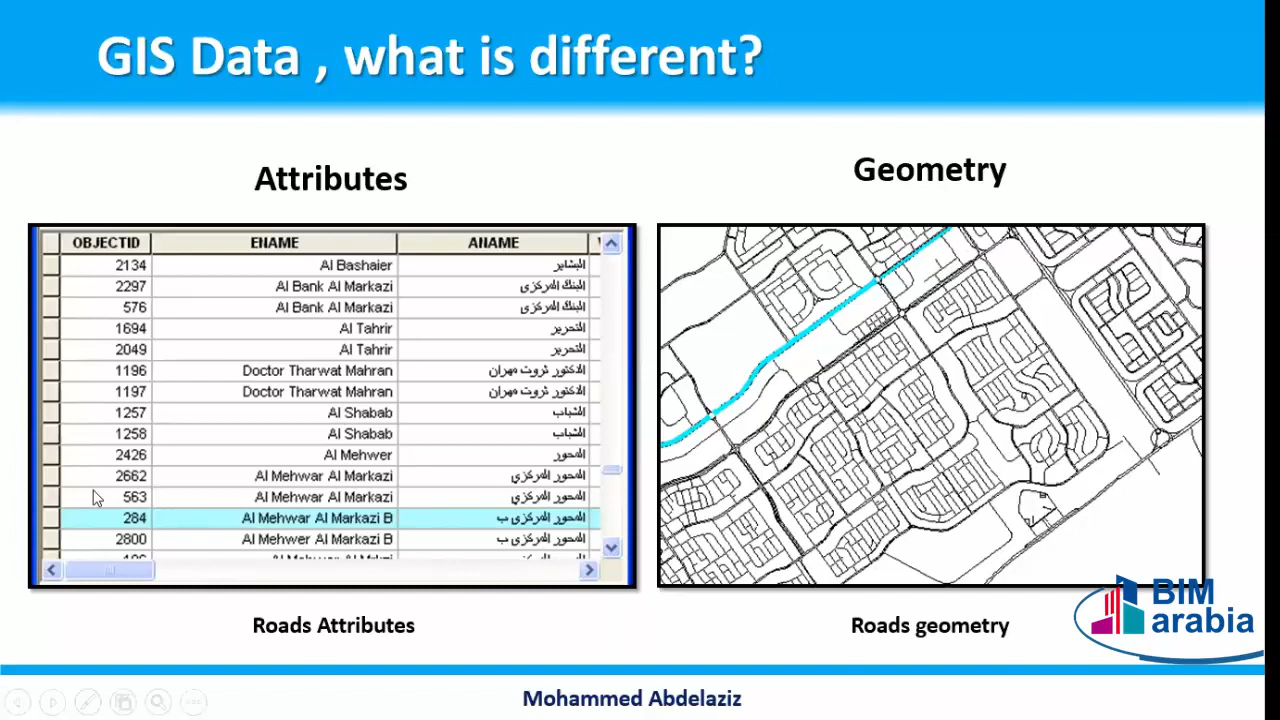 GIS Data , what is different?
Attributes
Geometry
OBJECTID ENAME ANAME
2134 Al Bashaier البشاير
2297 Al Bank Al Markazi البنك المركزى
576 Al Bank Al Markazi البنك المركزى
1694 Al Tahrir التحرير
2049 Al Tahrir التحرير
1196 Doctor Tharwat Mahran الدكتور ثروت مهران
1197 Doctor Tharwat Mahran الدكتور ثروت مهران
1257 Al Shabab الشباب
1258 Al Shabab الشباب
2426 Al Mehwer المحور
2662 Al Mehwar Al Markazi المحور المركزي
563 Al Mehwar Al Markazi المحور المركزي
284 Al Mehwar Al Markazi B المحور المركزى ب
2800 Al Mehwer Al Markazi B المحور المركزى ب
Roads Attributes
Roads geometry
BIM
arabia
Mohammed Abdelaziz